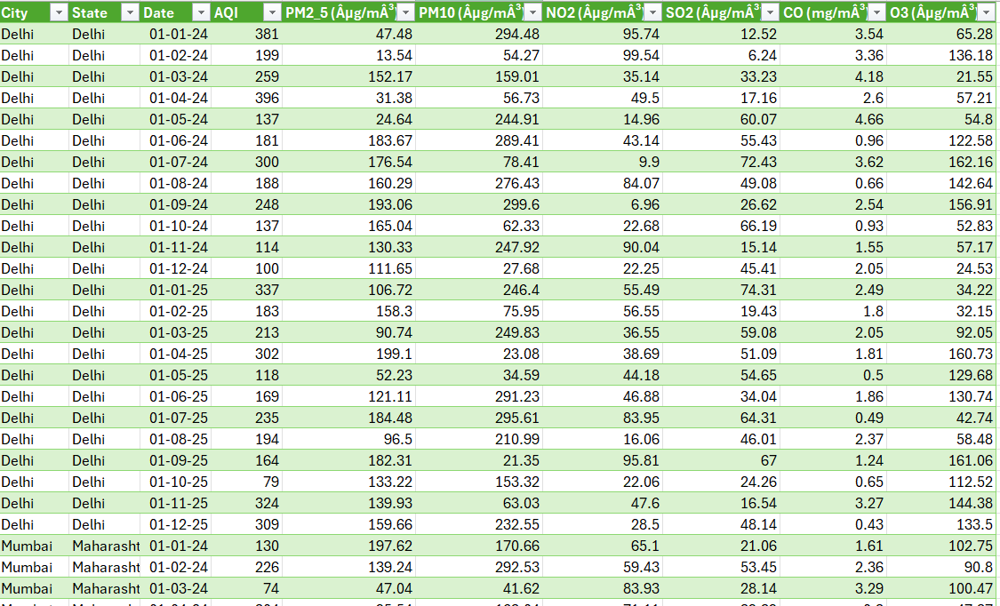 City State Date AQI PM2_5 (Âµg/mÂ³) PM10 (Âµg/mÂ³) NO2 (Âµg/mÂ³) SO2 (Âµg/mÂ³ CO (mg/mÂ³) O3 (Âµg/mÂ³)
Delhi Delhi 01-01-24 381 47.48 294.48 95.74 12.52 3.54 65.28
Delhi Delhi 01-02-24 199 13.54 54.27 99.54 6.24 3.36 136.18
Delhi Delhi 01-03-24 259 152.17 159.01 35.14 33.23 4.18 21.55
Delhi Delhi 01-04-24 396 31.38 56.73 49.5 17.16 2.6 57.21
Delhi Delhi 01-05-24 137 24.64 244.91 14.96 60.07 4.66 54.8
Delhi Delhi 01-06-24 181 183.67 289.41 43.14 55.43 0.96 122.58
Delhi Delhi 01-07-24 300 176.54 78.41 9.9 72.43 3.62 162.16
Delhi Delhi 01-08-24 188 160.29 276.43 84.07 49.08 0.66 142.64
Delhi Delhi 01-09-24 248 193.06 299.6 6.96 26.62 2.54 156.91
Delhi Delhi 01-10-24 137 165.04 62.33 22.68 66.19 0.93 52.83
Delhi Delhi 01-11-24 114 130.33 247.92 90.04 15.14 1.55 57.17
Delhi Delhi 01-12-24 100 111.65 27.68 22.25 45.41 2.05 24.53
Delhi Delhi 01-01-25 337 106.72 246.4 55.49 74.31 2.49 34.22
Delhi Delhi 01-02-25 183 158.3 75.95 56.55 19.43 1.8 32.15
Delhi Delhi 01-03-25 213 90.74 249.83 36.55 59.08 2.05 92.05
Delhi Delhi 01-04-25 302 199.1 23.08 38.69 51.09 1.81 160.73
Delhi Delhi 01-05-25 118 52.23 34.59 44.18 54.65 0.5 129.68
Delhi Delhi 01-06-25 169 121.11 291.23 46.88 34.04 1.86 130.74
Delhi Delhi 01-07-25 235 184.48 295.61 83.95 64.31 0.49 42.74
Delhi Delhi 01-08-25 194 96.5 210.99 16.06 46.01 2.37 58.48
Delhi Delhi 01-09-25 164 182.31 21.35 95.81 67 1.24 161.06
Delhi Delhi 01-10-25 79 133.22 153.32 22.06 24.26 0.65 112.52
Delhi Delhi 01-11-25 324 139.93 63.03 47.6 16.54 3.27 144.38
Delhi Delhi 01-12-25 309 159.66 232.55 28.5 48.14 0.43 133.5
Mumbai Maharasht 01-01-24 130 197.62 170.66 65.1 21.06 1.61 102.75
Mumbai Maharasht 01-02-24 226 139.24 292.53 59.43 53.45 2.36 90.8
Mumbai Maharasht 01-03-24 74 47.04 41.62 83.93 28.14 3.29 100.47